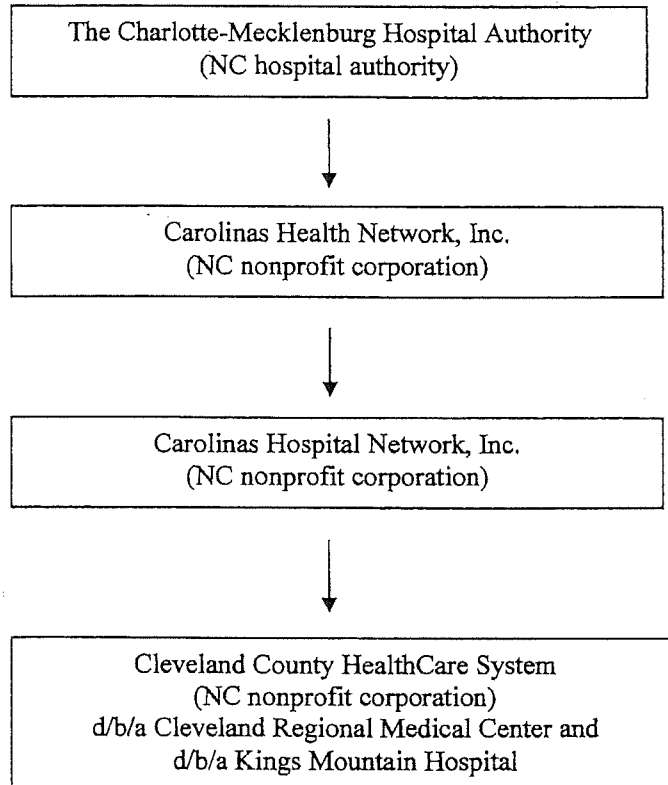 The Charlotte-Mecklenburg Hospital Authority
(NC hospital authority)
Carolinas Health Network, Inc.
(NC nonprofit corporation)
Carolinas Hospital Network, Inc.
(NC nonprofit corporation)
Cleveland County HealthCare System
(NC nonprofit corporation)
d/b/a Cleveland Regional Medical Center and
d/b/a Kings Mountain Hospital